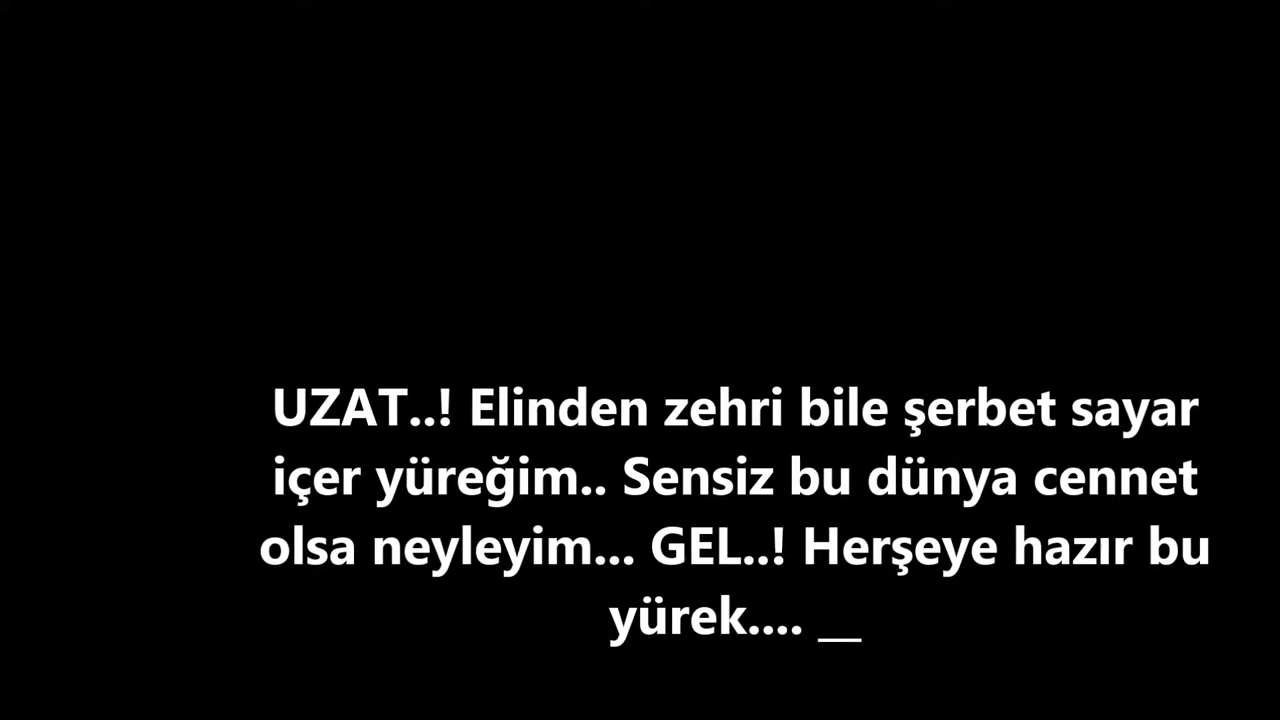 UZAT..! Elinden zehri bile şerbet sayar
içer yüreğim.. Sensiz bu dünya cennet
olsa neyleyim... GEL..! Herşeye hazır bu
yürek.... __